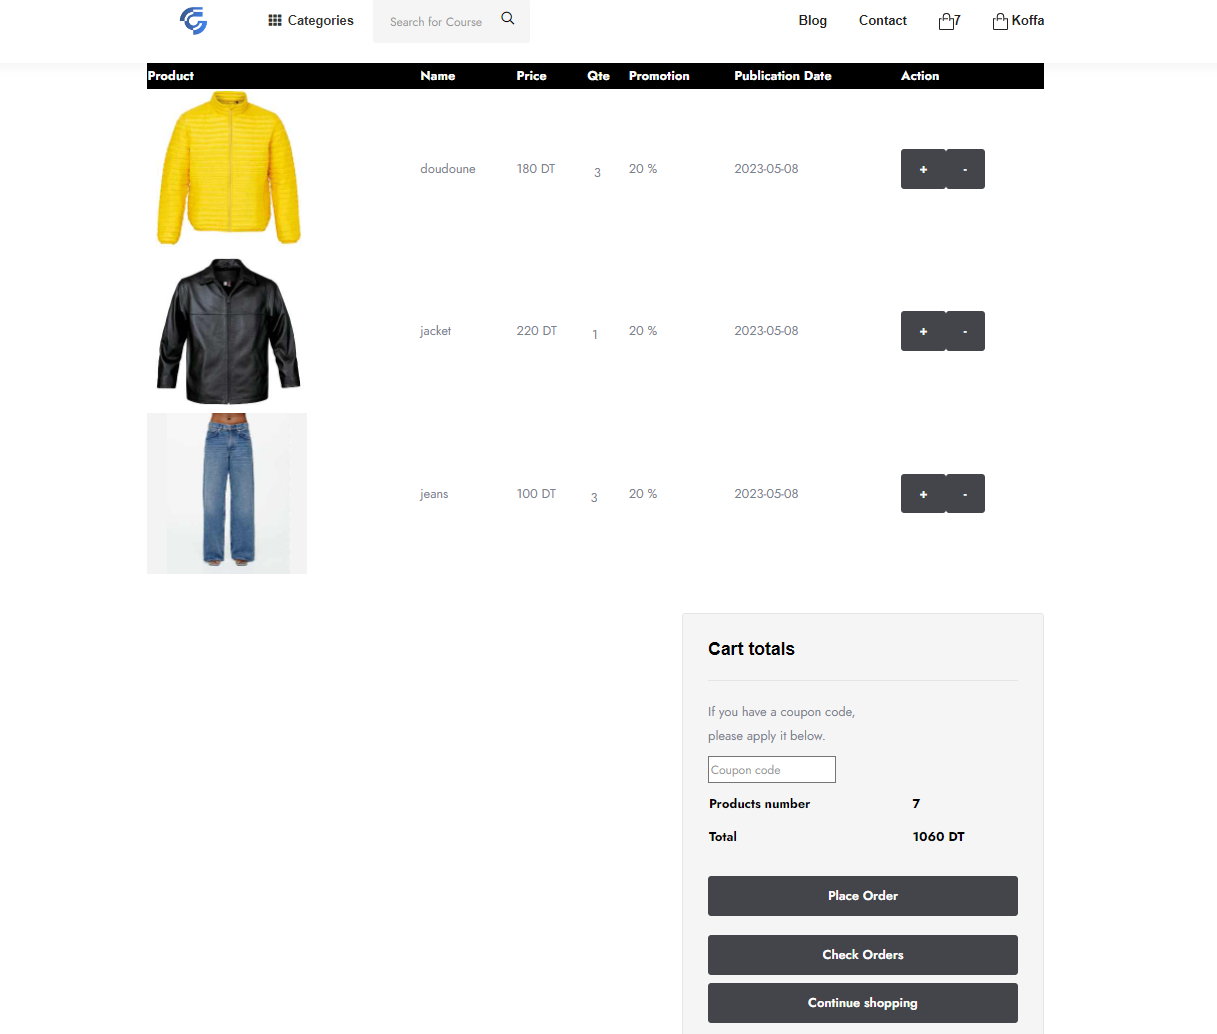 Categories Search for Course Blog Contact 7 Koffa
Product Name Price Qte Promotion Publication Date Action
doudoune 180 DT 3 20 % 2023-05-08 + -
jacket 220 DT 1 20 % 2023-05-08 + -
jeans 100 DT 3 20 % 2023-05-08 + -
Cart totals
If you have a coupon code,
please apply it below.
Coupon code
Products number 7
Total 1060 DT
Place Order
Check Orders
Continue shopping